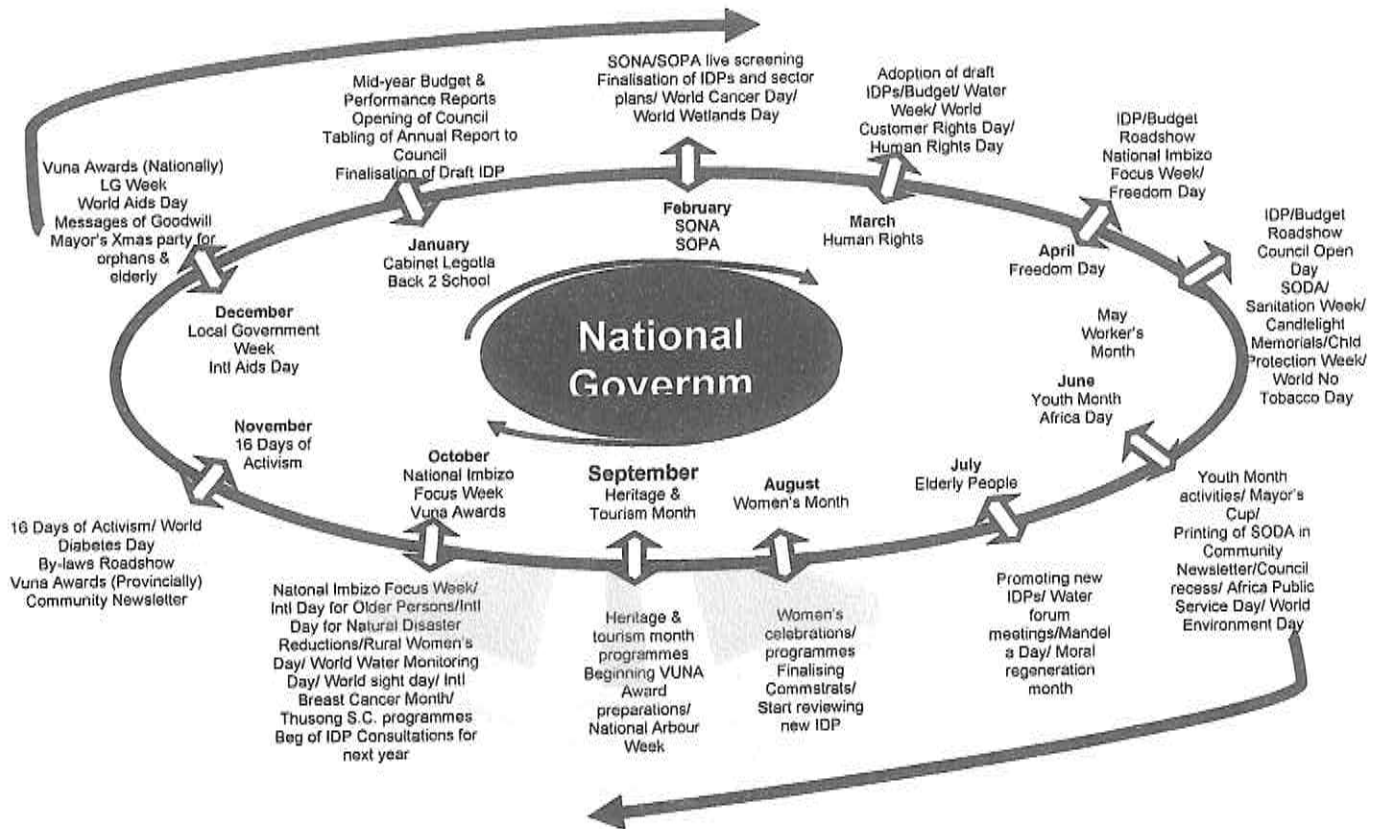 SONA/SOPA live screening
Finalisation of IDPs and sector
plans/ World Cancer Day/
World Wetlands Day
Adoption of draft
IDPs/Budget/ Water
Week/ World
Customer Rights Day/
Human Rights Day
IDP/Budget
Roadshow
National Imbizo
Focus Week/
Freedom Day/
IDP/Budget
Roadshow
Council Open
Day
SODA/
Sanitation Week/
Candlelight
Memorials/Chld
Protection Week/
World No
Tobacco Day
Mid-year Budget &
Performance Reports
Opening of Council
Tabling of Annual Report to
Council
Finalisation of Draft IDP
Vuna Awards (Nationally)
LG Week
World Aids Day
Messages of Goodwill
Mayor's Xmas party for
orphans &
elderly
January
Cabinet Legotla
Back 2 School
February
SONA
SOPA
March
Human Rights
April
Freedom Day
May
Worker's
Month
June
Youth Month
Africa Day
December
Local Government
Week
Intl Aids Day
National
Governm
November
16 Days of
Activism
October
National Imbizo
Focus Week
Vuna Awards
September
Heritage &
Tourism Month
August
Women's Month
July
Elderly People
16 Days of Activism/ World
Diabetes Day
By-laws Roadshow
Vuna Awards (Provincially)
Community Newsletter
Natonal Imbizo Focus Week/
Intl Day for Older Persons/Intl
Day for Natural Disaster
Reductions/Rural Women's
Day/ World Water Monitoring
Day/ World sight day/ Intl
Breast Cancer Month/
Thusong S.C. programmes
Beg of IDP Consultations for
next year
Heritage &
tourism month
programmes
Beginning VUNA
Award
preparations/
National Arbour
Week
Women's
celebrations/
programmes
Finalising
Commstrats/
Start reviewing
new IDP
Promoting new
IDPs/ Water
forum
meetings/Mandel
a Day/ Moral
regeneration
month
Youth Month
activities/ Mayor's
Cup/
Printing of SODA in
Community
Newsletter/Council
recess/ Africa Public
Service Day/ World
Environment Day